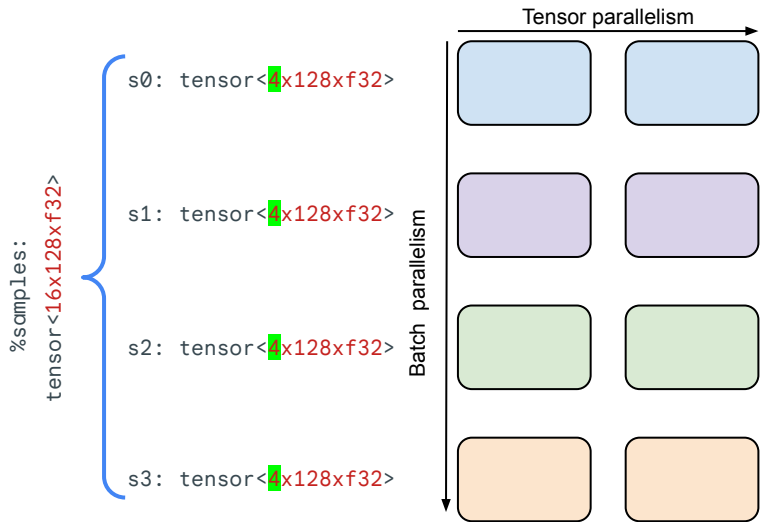 Tensor parallelism
%samples:
tensor<16x128xf32>
s0: tensor<4x128xf32>
s1: tensor<4x128xf32>
s2: tensor<4x128xf32>
s3: tensor<4x128xf32>
Batch parallelism